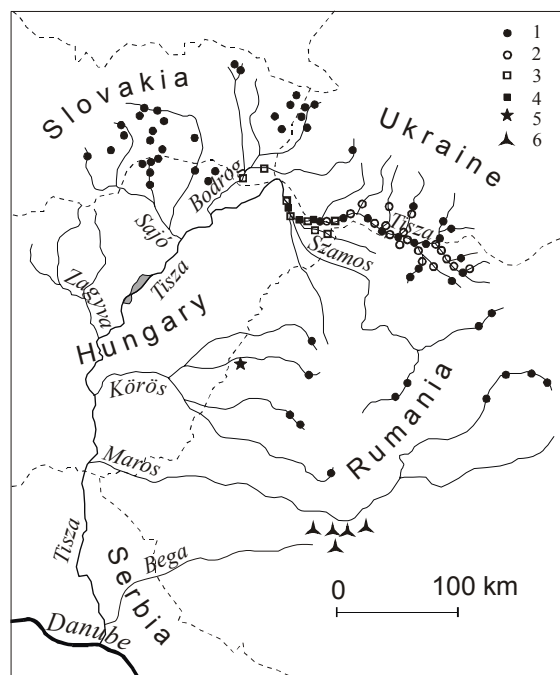 1
2
3
4
5
6
Slovakia
Ukraine
Bodrog
Tisza
Sajó
Szamos
Zagyva
Tisza
Hungary
Körös
Rumania
Maros
Tisza
Serbia
Bega
0 100 km
Danube